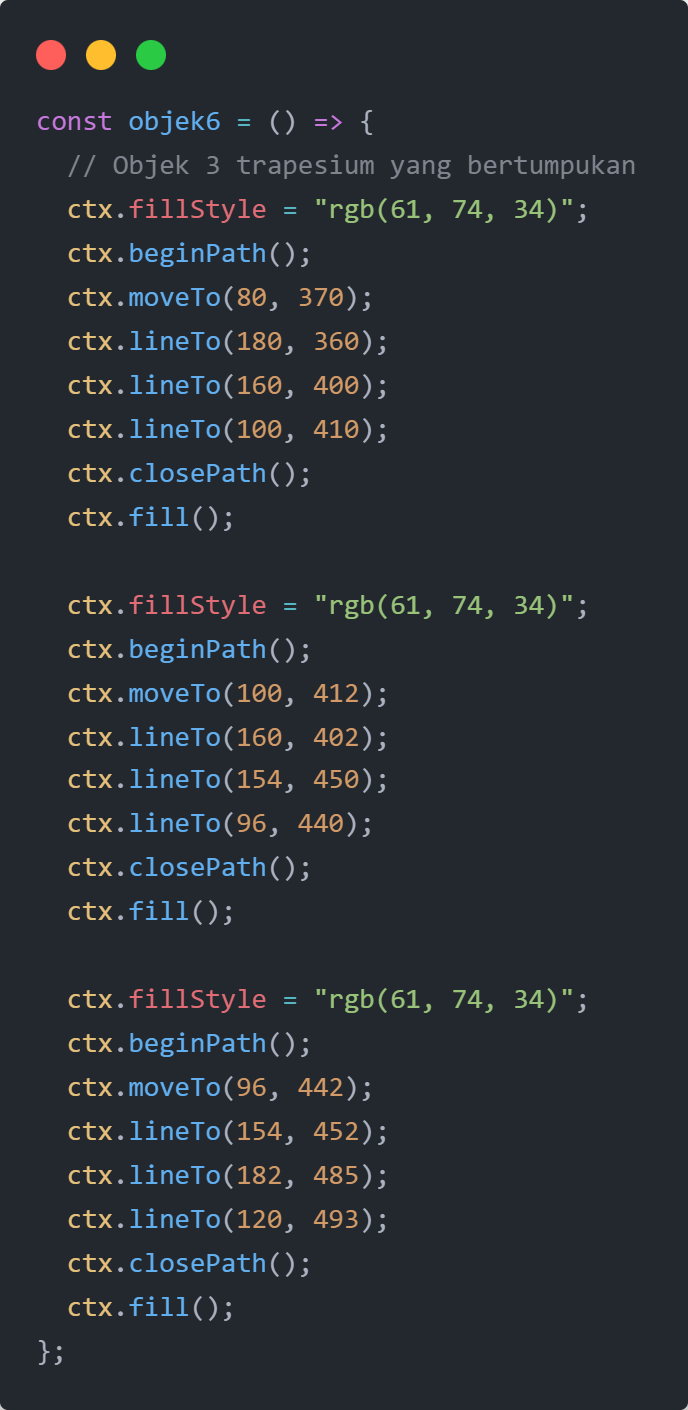 const objek6 = () => {
  // Objek 3 trapesium yang bertumpukan
  ctx.fillStyle = "rgb(61, 74, 34)";
  ctx.beginPath();
  ctx.moveTo(80, 370);
  ctx.lineTo(180, 360);
  ctx.lineTo(160, 400);
  ctx.lineTo(100, 410);
  ctx.closePath();
  ctx.fill();

  ctx.fillStyle = "rgb(61, 74, 34)";
  ctx.beginPath();
  ctx.moveTo(100, 412);
  ctx.lineTo(160, 402);
  ctx.lineTo(154, 450);
  ctx.lineTo(96, 440);
  ctx.closePath();
  ctx.fill();

  ctx.fillStyle = "rgb(61, 74, 34)";
  ctx.beginPath();
  ctx.moveTo(96, 442);
  ctx.lineTo(154, 452);
  ctx.lineTo(182, 485);
  ctx.lineTo(120, 493);
  ctx.closePath();
  ctx.fill();
};